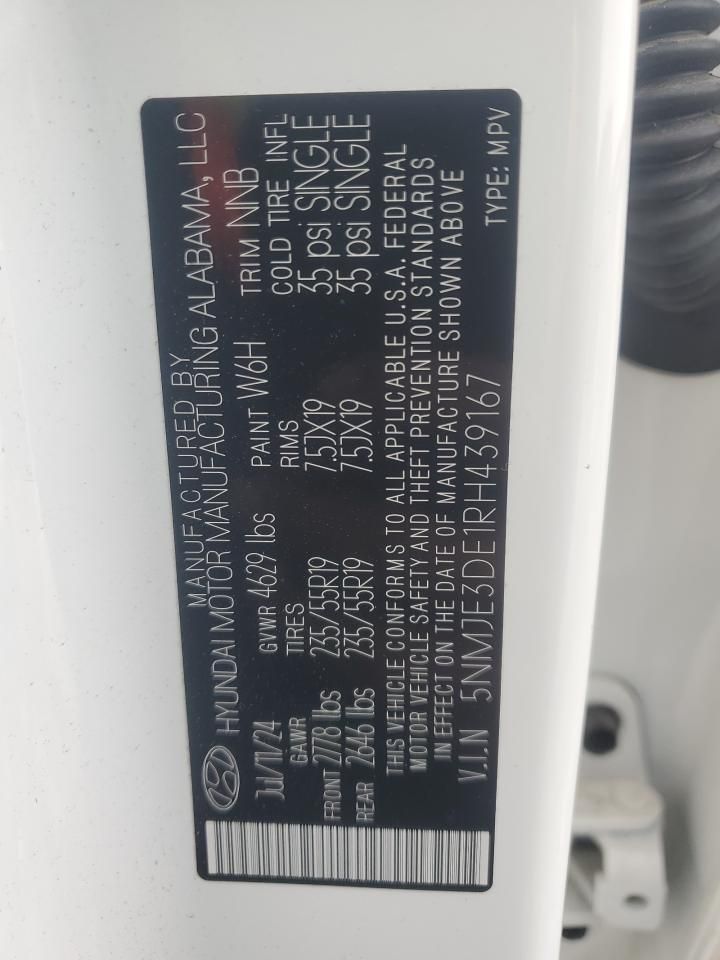 MANUFACTURED BY
HYUNDAI MOTOR MANUFACTURING ALABAMA, LLC
Jul/11/24 GVWR 4629 lbs PAINT W6H TRIM NNB
GAWR TIRES RIMS COLD TIRE INFL
FRONT 2778 lbs 235/55R19 7.5JX19 35 psi SINGLE
REAR 2646 lbs 235/55R19 7.5JX19 35 psi SINGLE
THIS VEHICLE CONFORMS TO ALL APPLICABLE U.S.A. FEDERAL
MOTOR VEHICLE SAFETY AND THEFT PREVENTION STANDARDS
IN EFFECT ON THE DATE OF MANUFACTURE SHOWN ABOVE
V.I.N 5NMJE3DE1RH439167 TYPE: MPV